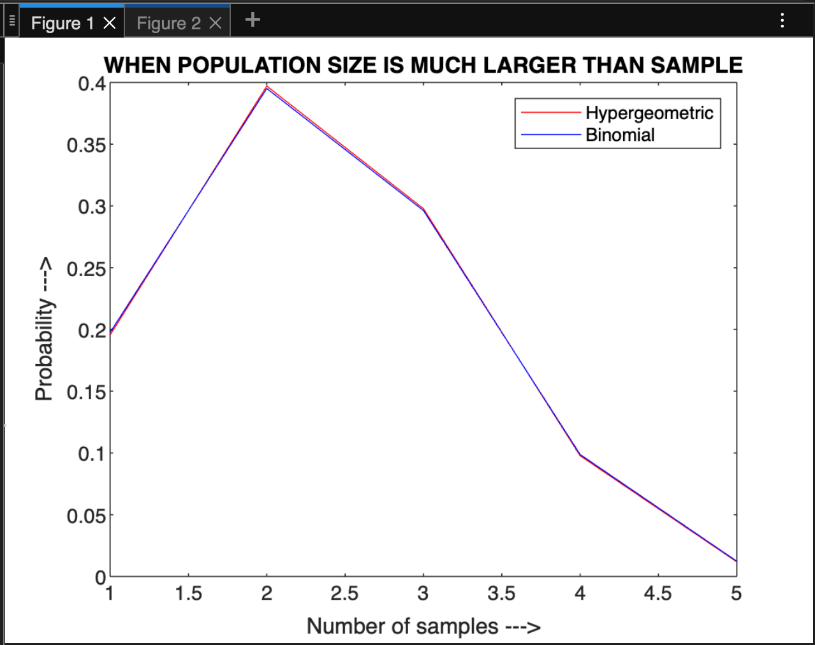 Figure 1 ×
Figure 2 ×
+
WHEN POPULATION SIZE IS MUCH LARGER THAN SAMPLE
Hypergeometric
Binomial
0.4
0.35
0.3
0.25
0.2
0.15
0.1
0.05
0
Probability --->
1 1.5 2 2.5 3 3.5 4 4.5 5
Number of samples --->